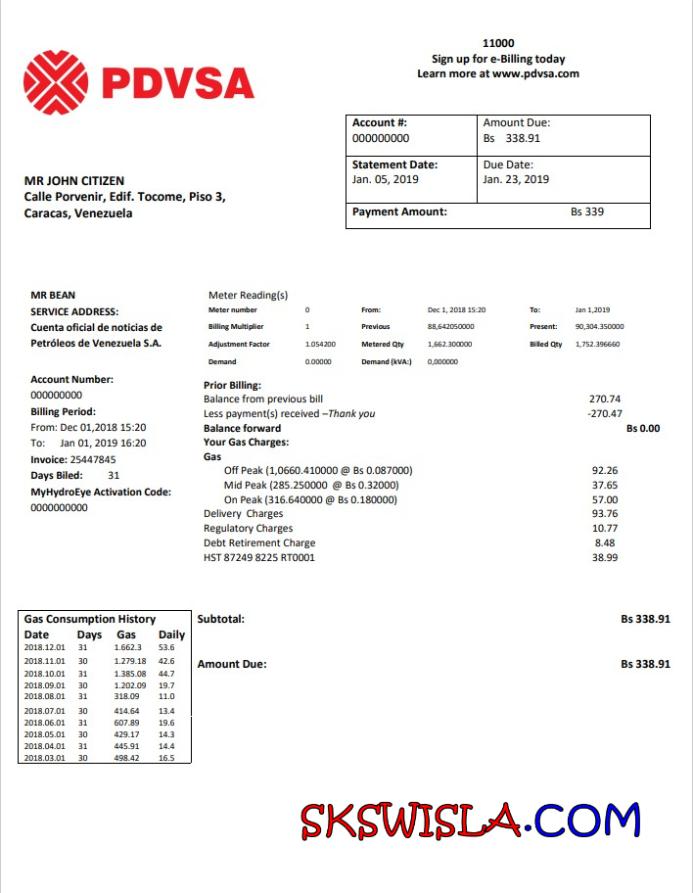 11000
Sign up for e-Billing today
Learn more at www.pdvsa.com
PDVSA
Account #:
000000000
Amount Due:
Bs 338.91
Statement Date:
Jan. 05, 2019
Due Date:
Jan. 23, 2019
Payment Amount: Bs 339
MR JOHN CITIZEN
Calle Porvenir, Edif. Tocome, Piso 3,
Caracas, Venezuela
MR BEAN
SERVICE ADDRESS:
Cuenta oficial de noticias de
Petróleos de Venezuela S.A.
Account Number:
000000000
Billing Period:
From: Dec 01,2018 15:20
To: Jan 01, 2019 16:20
Invoice: 25447845
Days Biled: 31
MyHydroEye Activation Code:
0000000000
Meter Reading(s)
Meter number 0 From: Dec 1, 2018 15:20 To: Jan 1,2019
Billing Multiplier 1 Previous 88,642050000 Present: 90,304.350000
Adjustment Factor 1.054200 Metered Qty 1,662.300000 Billed Qty 1,752.396660
Demand 0.00000 Demand (kVA:) 0,000000
Prior Billing:
Balance from previous bill 270.74
Less payment(s) received –Thank you -270.47
Balance forward Bs 0.00
Your Gas Charges:
Gas
Off Peak (1,0660.410000 @ Bs 0.087000) 92.26
Mid Peak (285.250000 @ Bs 0.32000) 37.65
On Peak (316.640000 @ Bs 0.180000) 57.00
Delivery Charges 93.76
Regulatory Charges 10.77
Debt Retirement Charge 8.48
HST 87249 8225 RT0001 38.99
Gas Consumption History
Date Days Gas Daily
2018.12.01 31 1.662.3 53.6
2018.11.01 30 1.279.18 42.6
2018.10.01 31 1.385.08 44.7
2018.09.01 30 1.202.09 19.7
2018.08.01 31 318.09 11.0
2018.07.01 30 414.64 13.4
2018.06.01 31 607.89 19.6
2018.05.01 30 429.17 14.3
2018.04.01 31 445.91 14.4
2018.03.01 30 498.42 16.5
Subtotal: Bs 338.91
Amount Due: Bs 338.91
SKSWISLA.COM